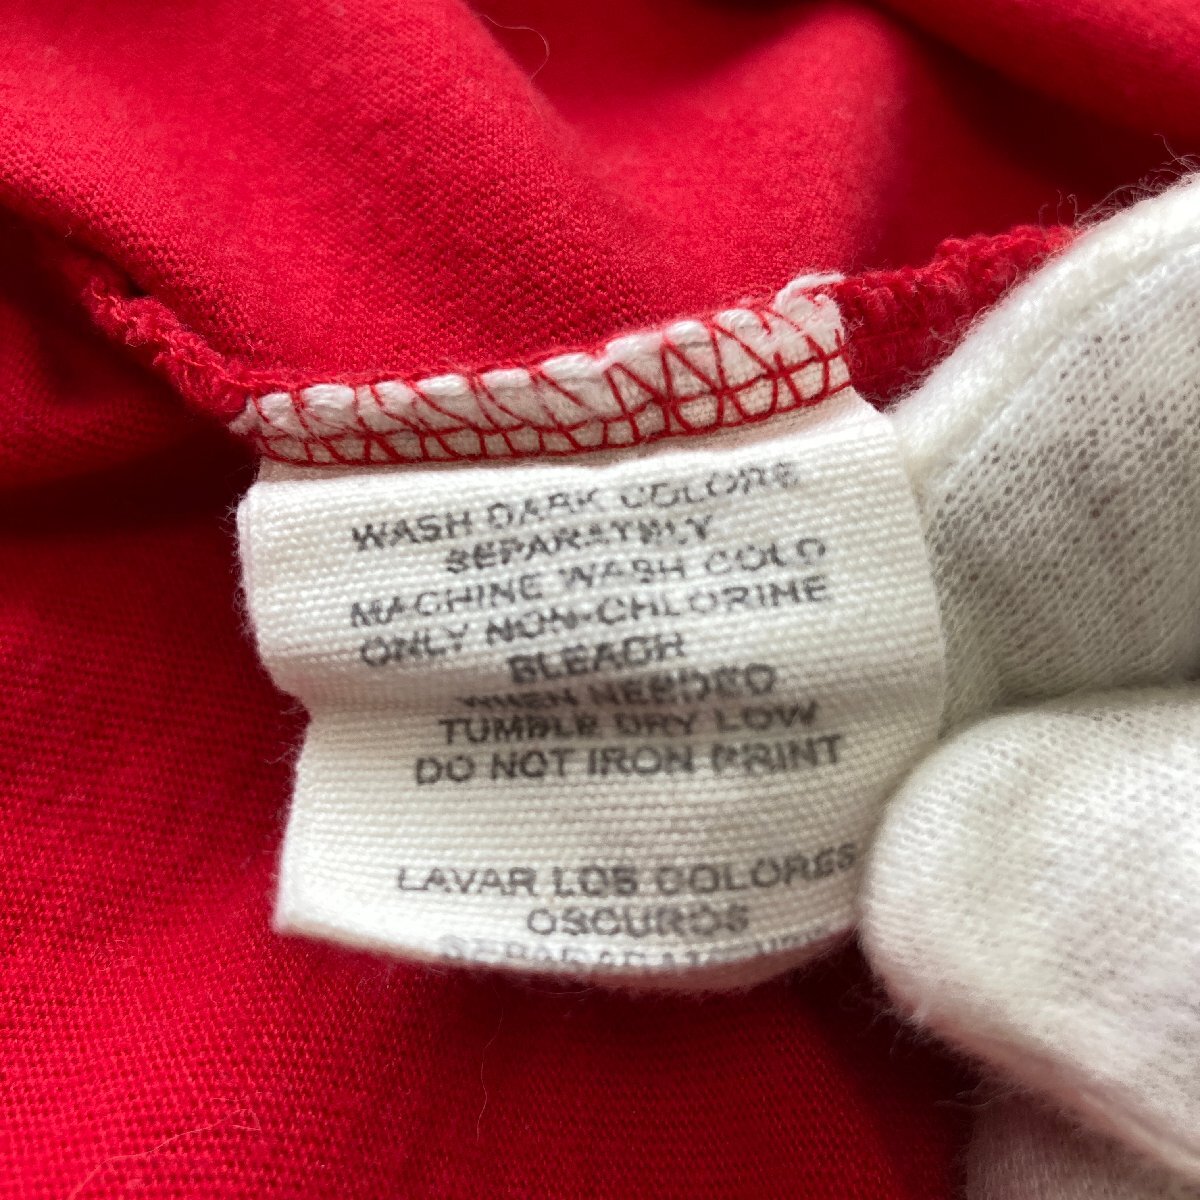 WASH DARK COLORS
SEPARATELY
MACHINE WASH COLD
ONLY NON-CHLORINE
BLEACH
WHEN NEEDED
TUMBLE DRY LOW
DO NOT IRON PRINT
LAVAR LOS COLORES
OSCUROS